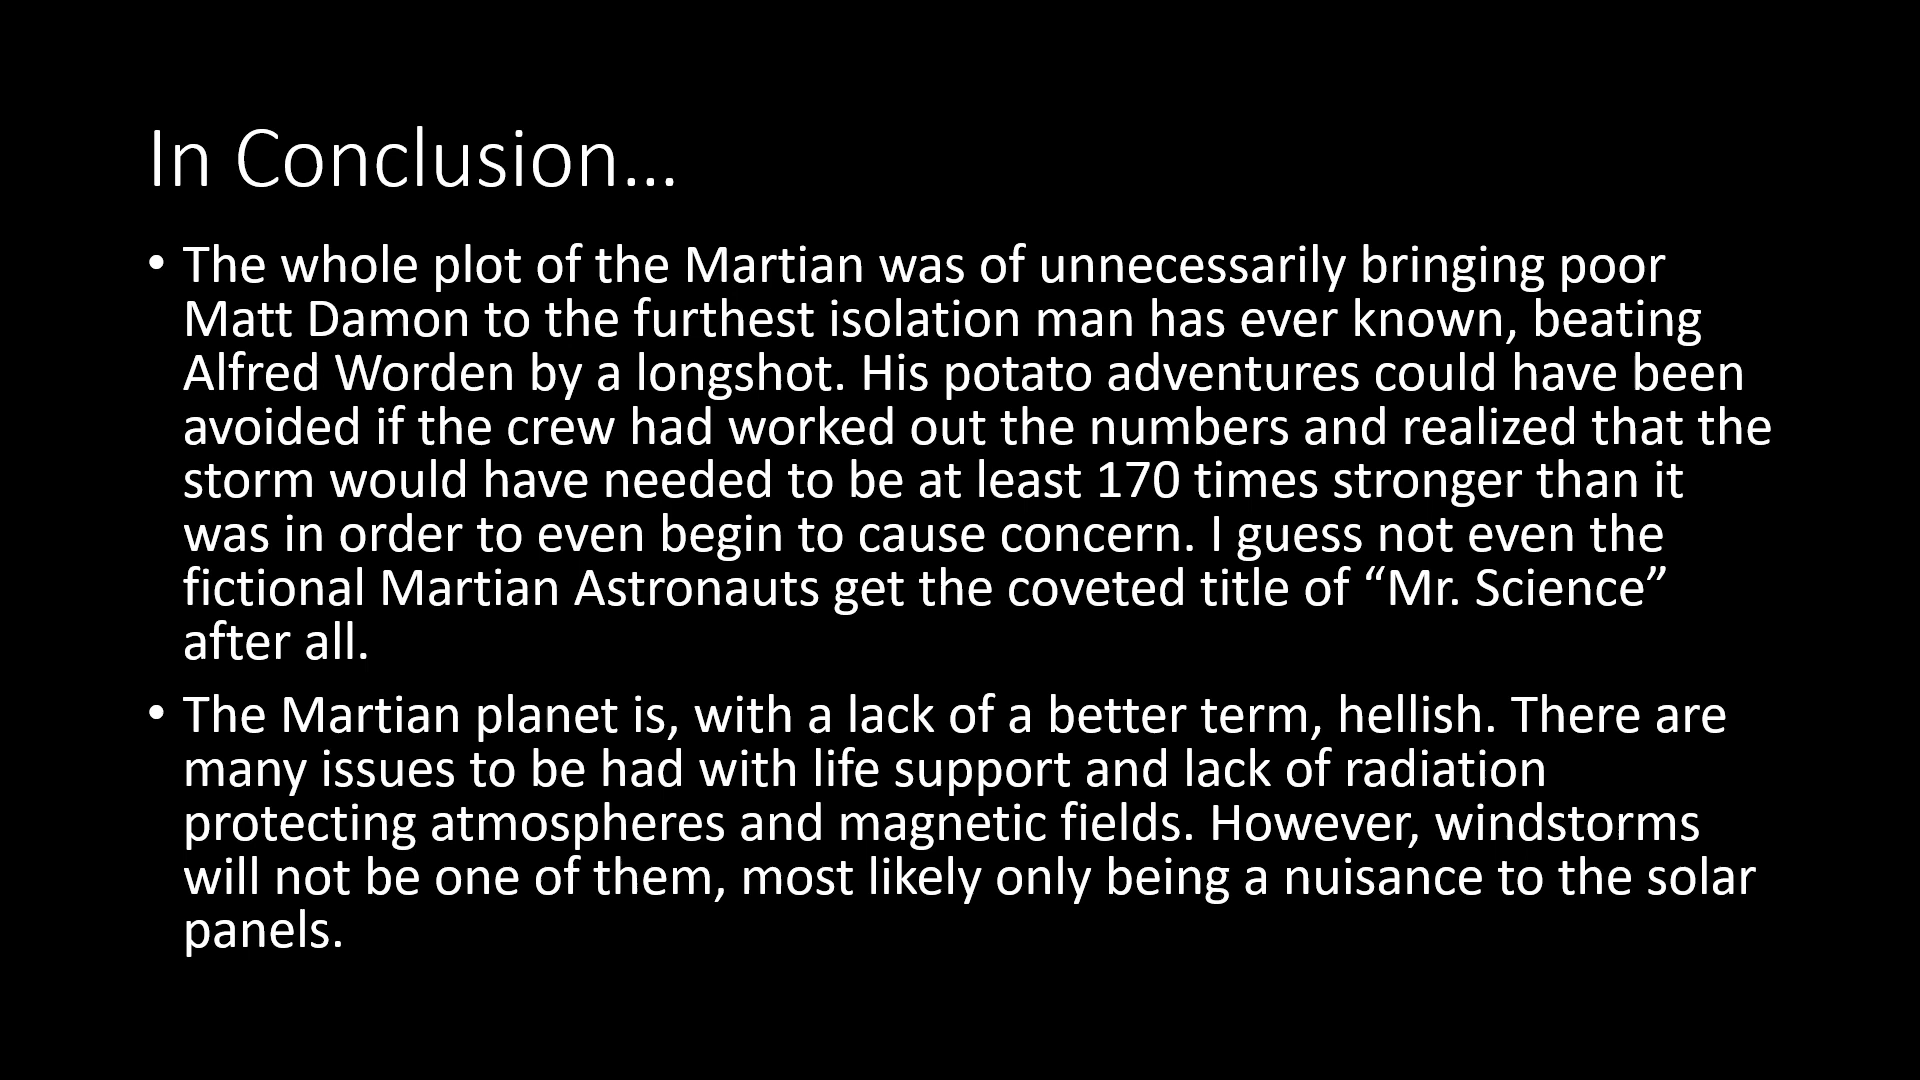 In Conclusion…
• The whole plot of the Martian was of unnecessarily bringing poor
Matt Damon to the furthest isolation man has ever known, beating
Alfred Worden by a longshot. His potato adventures could have been
avoided if the crew had worked out the numbers and realized that the
storm would have needed to be at least 170 times stronger than it
was in order to even begin to cause concern. I guess not even the
fictional Martian Astronauts get the coveted title of “Mr. Science”
after all.
• The Martian planet is, with a lack of a better term, hellish. There are
many issues to be had with life support and lack of radiation
protecting atmospheres and magnetic fields. However, windstorms
will not be one of them, most likely only being a nuisance to the solar
panels.